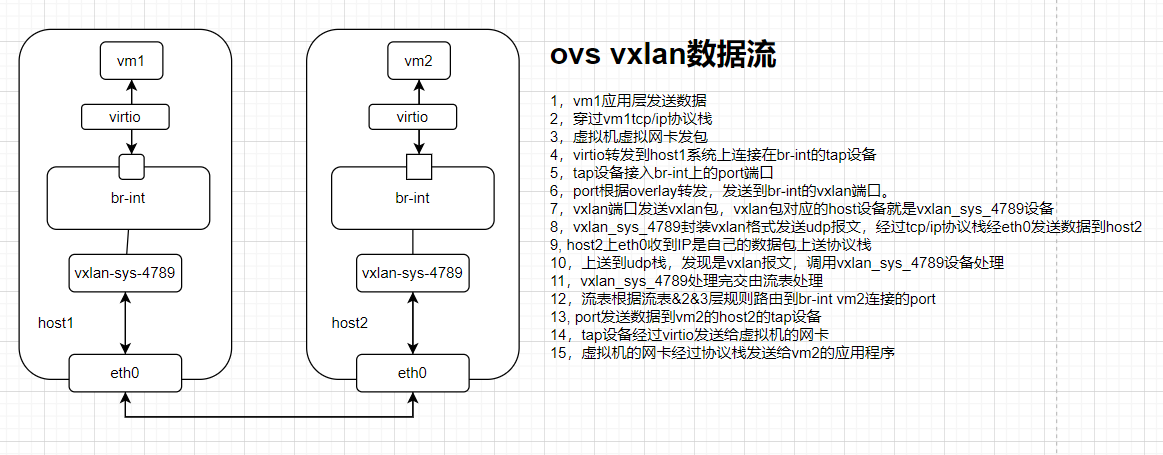 vm1
virtio
br-int
vxlan-sys-4789
host1
eth0
vm2
virtio
br-int
vxlan-sys-4789
host2
eth0
ovs vxlan数据流
1，vm1应用层发送数据
2，穿过vm1tcp/ip协议栈
3，虚拟机虚拟网卡发包
4，virtio转发到host1系统上连接在br-int的tap设备
5，tap设备接入br-int上的port端口
6，port根据overlay转发，发送到br-int的vxlan端口。
7，vxlan端口发送vxlan包，vxlan包对应的host设备就是vxlan_sys_4789设备
8，vxlan_sys_4789封装vxlan格式发送udp报文，经过tcp/ip协议栈经eth0发送数据到host2
9, host2上eth0收到IP是自己的数据包上送协议栈
10，上送到udp栈，发现是vxlan报文，调用vxlan_sys_4789设备处理
11，vxlan_sys_4789处理完交由流表处理
12，流表根据流表&2&3层规则路由到br-int vm2连接的port
13, port发送数据到vm2的host2的tap设备
14，tap设备经过virtio发送给虚拟机的网卡
15，虚拟机的网卡经过协议栈发送给vm2的应用程序